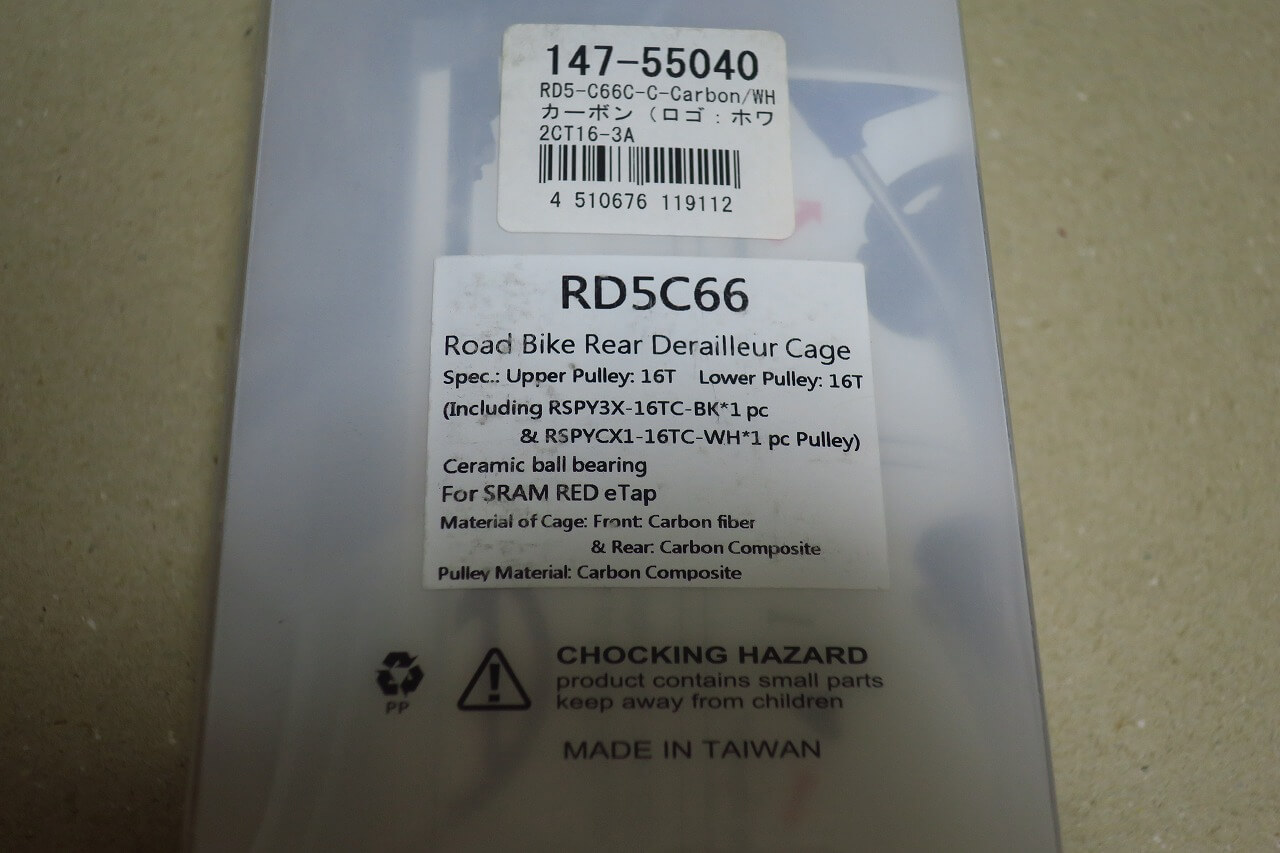 147-55040
RD5-C66C-C-Carbon/WH
カーボン（ロゴ：ホワ
2CT16-3A
4 510676 119112
RD5C66
Road Bike Rear Derailleur Cage
Spec.: Upper Pulley: 16T Lower Pulley: 16T
(Including RSPY3X-16TC-BK*1 pc
& RSPYCX1-16TC-WH*1 pc Pulley)
Ceramic ball bearing
For SRAM RED eTap
Material of Cage: Front: Carbon fiber
& Rear: Carbon Composite
Pulley Material: Carbon Composite
CHOCKING HAZARD
product contains small parts
keep away from children
PP
MADE IN TAIWAN